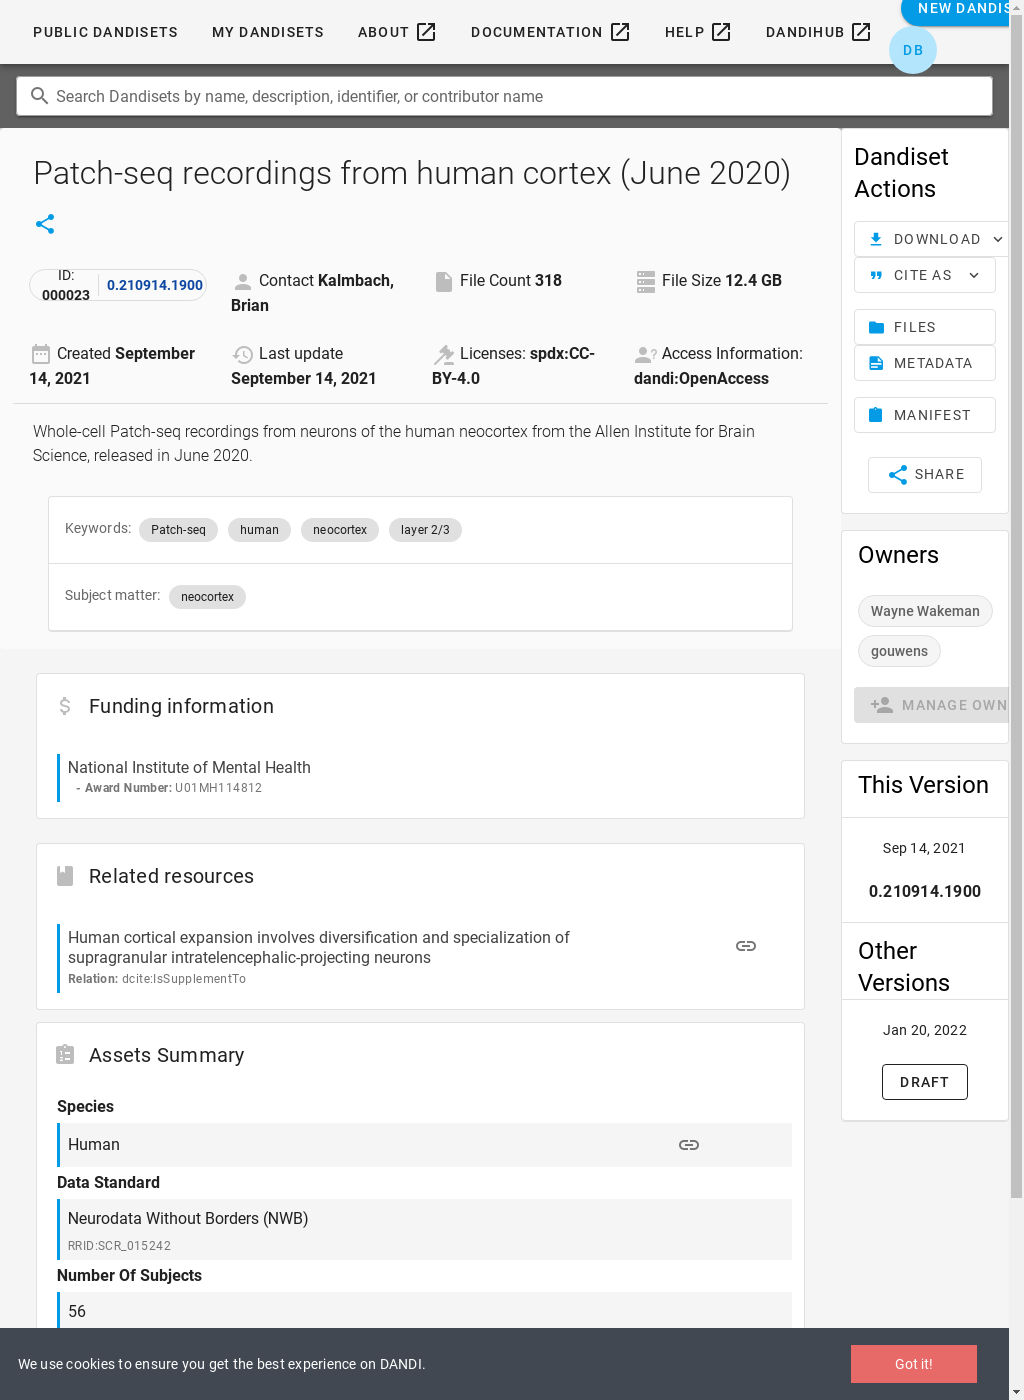 PUBLIC DANDISETS
MY DANDISETS
ABOUT
DOCUMENTATION
HELP
DANDIHUB
NEW DANDIS
DB
Search Dandisets by name, description, identifier, or contributor name
Patch-seq recordings from human cortex (June 2020)
ID:
000023
0.210914.1900
Contact Kalmbach,
Brian
File Count 318
File Size 12.4 GB
Created September
14, 2021
Last update
September 14, 2021
Licenses: spdx:CC-
BY-4.0
Access Information:
dandi:OpenAccess
Whole-cell Patch-seq recordings from neurons of the human neocortex from the Allen Institute for Brain
Science, released in June 2020.
Keywords: Patch-seq human neocortex layer 2/3
Subject matter: neocortex
Funding information
National Institute of Mental Health
- Award Number: U01MH114812
Related resources
Human cortical expansion involves diversification and specialization of
supragranular intratelencephalic-projecting neurons
Relation: dcite:IsSupplementTo
Assets Summary
Species
Human
Data Standard
Neurodata Without Borders (NWB)
RRID:SCR_015242
Number Of Subjects
56
Dandiset
Actions
DOWNLOAD
CITE AS
FILES
METADATA
MANIFEST
SHARE
Owners
Wayne Wakeman
gouwens
MANAGE OWN
This Version
Sep 14, 2021
0.210914.1900
Other
Versions
Jan 20, 2022
DRAFT
We use cookies to ensure you get the best experience on DANDI.
Got it!